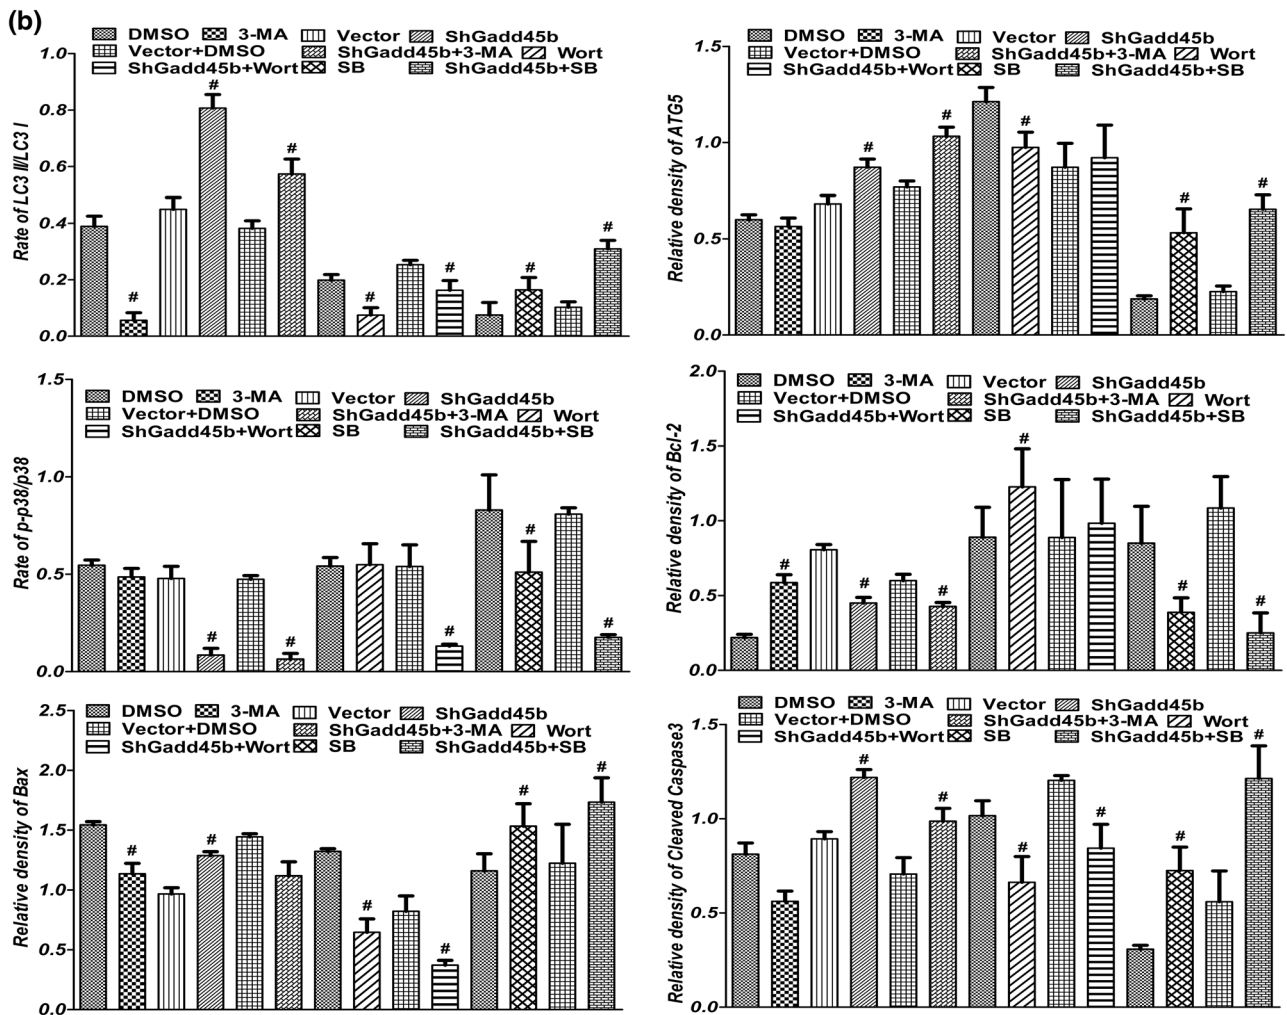 (b)
DMSO 3-MA Vector ShGadd45b
Vector+DMSO ShGadd45b+3-MA Wort
ShGadd45b+Wort SB ShGadd45b+SB
Rate of LC3 II/LC3 I
1.0
0.8
0.6
0.4
0.2
0.0
# # # # # # #
DMSO 3-MA Vector ShGadd45b
Vector+DMSO ShGadd45b+3-MA Wort
ShGadd45b+Wort SB ShGadd45b+SB
Relative density of ATG5
1.5
1.0
0.5
0.0
# # # # #
DMSO 3-MA Vector ShGadd45b
Vector+DMSO ShGadd45b+3-MA Wort
ShGadd45b+Wort SB ShGadd45b+SB
Rate of p-p38/p38
1.5
1.0
0.5
0.0
# # # # #
DMSO 3-MA Vector ShGadd45b
Vector+DMSO ShGadd45b+3-MA Wort
ShGadd45b+Wort SB ShGadd45b+SB
Relative density of Bcl-2
2.0
1.5
1.0
0.5
0.0
# # # # # #
DMSO 3-MA Vector ShGadd45b
Vector+DMSO ShGadd45b+3-MA Wort
ShGadd45b+Wort SB ShGadd45b+SB
Relative density of Bax
2.5
2.0
1.5
1.0
0.5
0.0
# # # # # #
DMSO 3-MA Vector ShGadd45b
Vector+DMSO ShGadd45b+3-MA Wort
ShGadd45b+Wort SB ShGadd45b+SB
Relative density of Cleaved Caspase3
1.5
1.0
0.5
0.0
# # # # # #